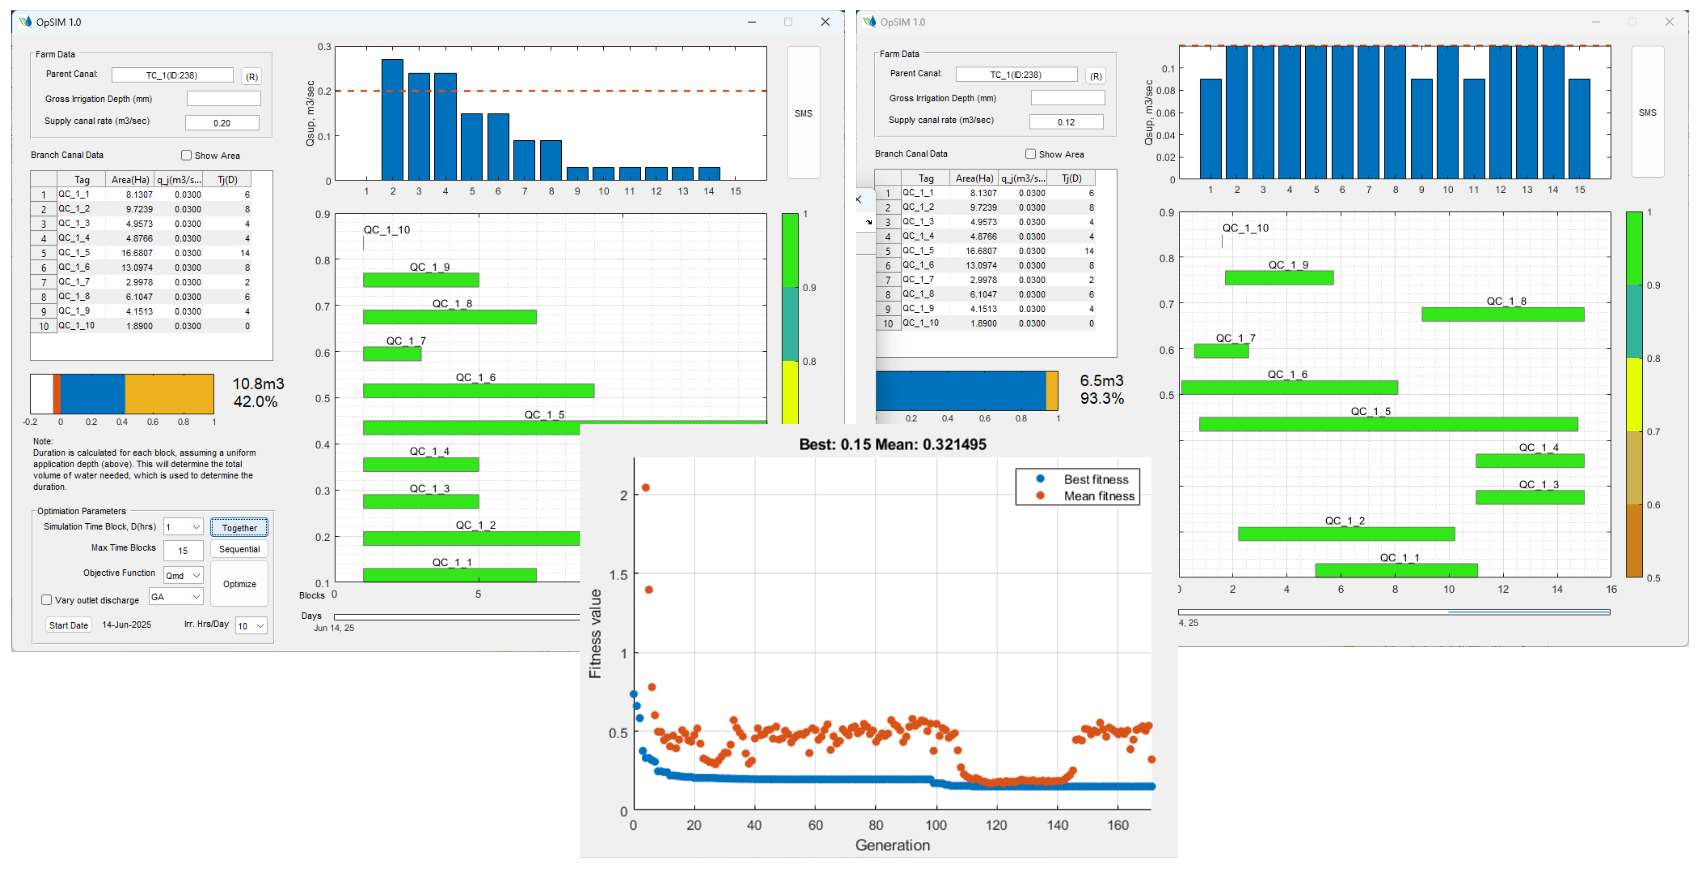 OpSIM 1.0
Farm Data
Parent Canal: TC_1(ID:238) (R)
Gross Irrigation Depth (mm)
Supply canal rate (m3/sec) 0.20
Branch Canal Data Show Area
Tag Area(Ha) q_j(m3/s... Tj(D)
1 QC_1_1 8.1307 0.0300 6
2 QC_1_2 9.7239 0.0300 8
3 QC_1_3 4.9573 0.0300 4
4 QC_1_4 4.8766 0.0300 4
5 QC_1_5 16.6807 0.0300 14
6 QC_1_6 13.0974 0.0300 8
7 QC_1_7 2.9978 0.0300 2
8 QC_1_8 6.1047 0.0300 6
9 QC_1_9 4.1513 0.0300 4
10 QC_1_10 1.8900 0.0300 0
10.8m3
42.0%
-0.2 0 0.2 0.4 0.6 0.8 1
Note:
Duration is calculated for each block, assuming a uniform
application depth (above). This will determine the total
volume of water needed, which is used to determine the
duration.
Optimiation Parameters
Simulation Time Block, D(hrs) 1 Together
Max Time Blocks 15 Sequential
Objective Function Qmd Optimize
Vary outlet discharge GA
Start Date 14-Jun-2025 Irr. Hrs/Day 10
Qsup, m3/sec
0.3
0.2
0.1
0
1 2 3 4 5 6 7 8 9 10 11 12 13 14 15
SMS
0.9
0.8
0.7
0.6
0.5
0.4
0.3
0.2
0.1
QC_1_10
QC_1_9
QC_1_8
QC_1_7
QC_1_6
QC_1_5
QC_1_4
QC_1_3
QC_1_2
QC_1_1
1
0.9
0.8
Blocks 0 5
Days
Jun 14, 25
OpSIM 1.0
Farm Data
Parent Canal: TC_1(ID:238) (R)
Gross Irrigation Depth (mm)
Supply canal rate (m3/sec) 0.12
Branch Canal Data Show Area
Tag Area(Ha) q_j(m3/s... Tj(D)
1 QC_1_1 8.1307 0.0300 6
2 QC_1_2 9.7239 0.0300 8
3 QC_1_3 4.9573 0.0300 4
4 QC_1_4 4.8766 0.0300 4
5 QC_1_5 16.6807 0.0300 14
6 QC_1_6 13.0974 0.0300 8
7 QC_1_7 2.9978 0.0300 2
8 QC_1_8 6.1047 0.0300 6
9 QC_1_9 4.1513 0.0300 4
10 QC_1_10 1.8900 0.0300 0
6.5m3
93.3%
0.2 0.4 0.6 0.8 1
Qsup, m3/sec
0.1
0.08
0.06
0.04
0.02
0
1 2 3 4 5 6 7 8 9 10 11 12 13 14 15
SMS
0.9
0.8
0.7
0.6
0.5
QC_1_10
QC_1_9
QC_1_8
QC_1_7
QC_1_6
QC_1_5
QC_1_4
QC_1_3
QC_1_2
QC_1_1
1
0.9
0.8
0.7
0.6
0.5
2 4 6 8 10 12 14 16
4, 25
Best: 0.15 Mean: 0.321495
Best fitness
Mean fitness
Fitness value
2
1.5
1
0.5
0
0 20 40 60 80 100 120 140 160
Generation